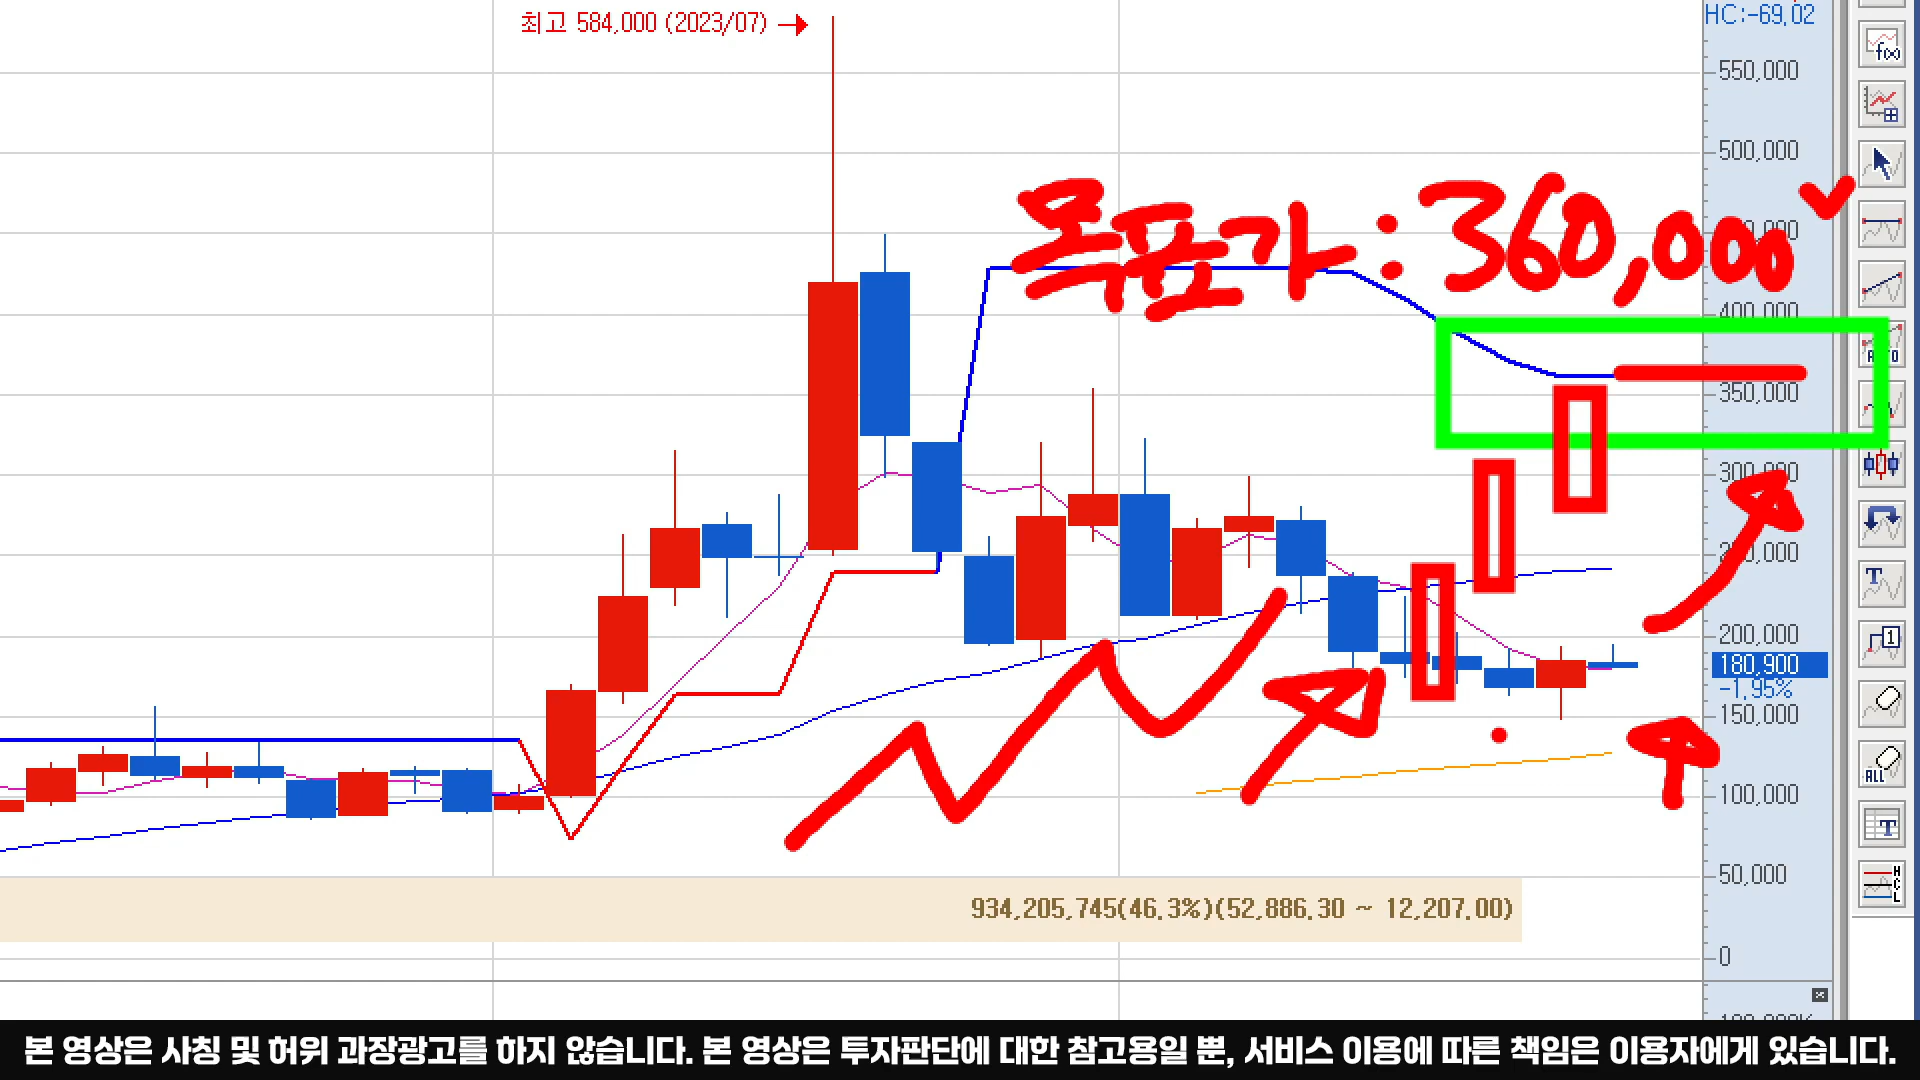 최고 584,000 (2023/07)
HC:-69.02
550,000
500,000
목표가 : 360,000
400,000
350,000
300,000
200,000
180,900
-1.95%
150,000
100,000
50,000
0
934,205,745(46.3%)(52,886.30 ~ 12,207.00)
f(x)
T
1
ALL
T
H
C
L
본 영상은 사칭 및 허위 과장광고를 하지 않습니다. 본 영상은 투자판단에 대한 참고용일 뿐, 서비스 이용에 따른 책임은 이용자에게 있습니다.